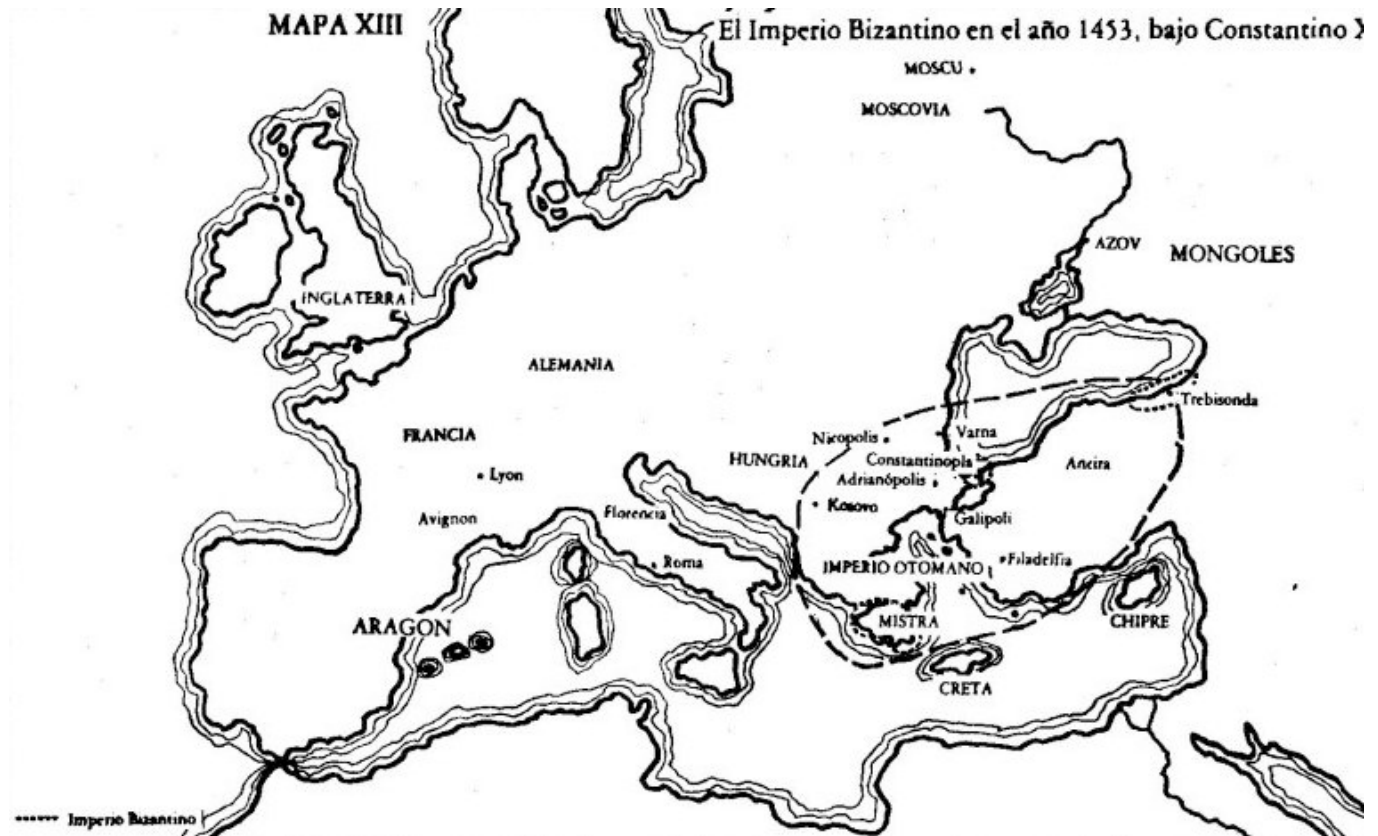 MAPA XIII
El Imperio Bizantino en el año 1453, bajo Constantino X
MOSCU
MOSCOVIA
AZOV
MONGOLES
INGLATERRA
ALEMANIA
Trebisonda
FRANCIA
Nicopolis
Varna
HUNGRIA
Constantinopla
Ancira
Lyon
Adrianópolis
Kosovo
Avignon
Florencia
Galipoli
Roma
IMPERIO OTOMANO
Filadelfia
ARAGON
MISTRA
CHIPRE
CRETA
Imperio Bizantino